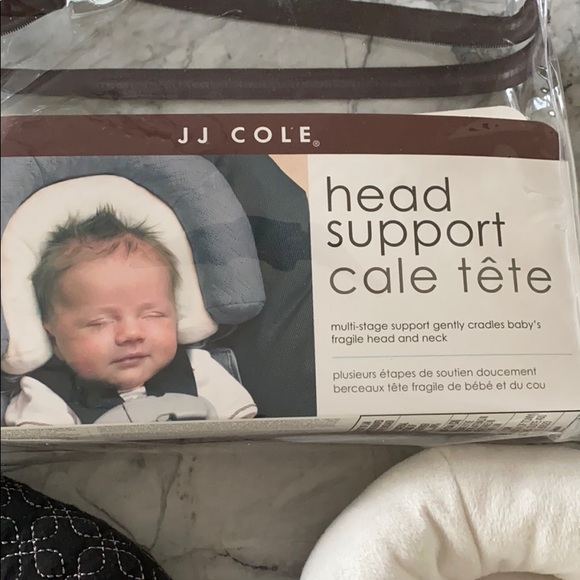 JJ COLE®
head
support
cale tête
multi-stage support gently cradles baby's
fragile head and neck
plusieurs étapes de soutien doucement
berceaux tête fragile de bébé et du cou